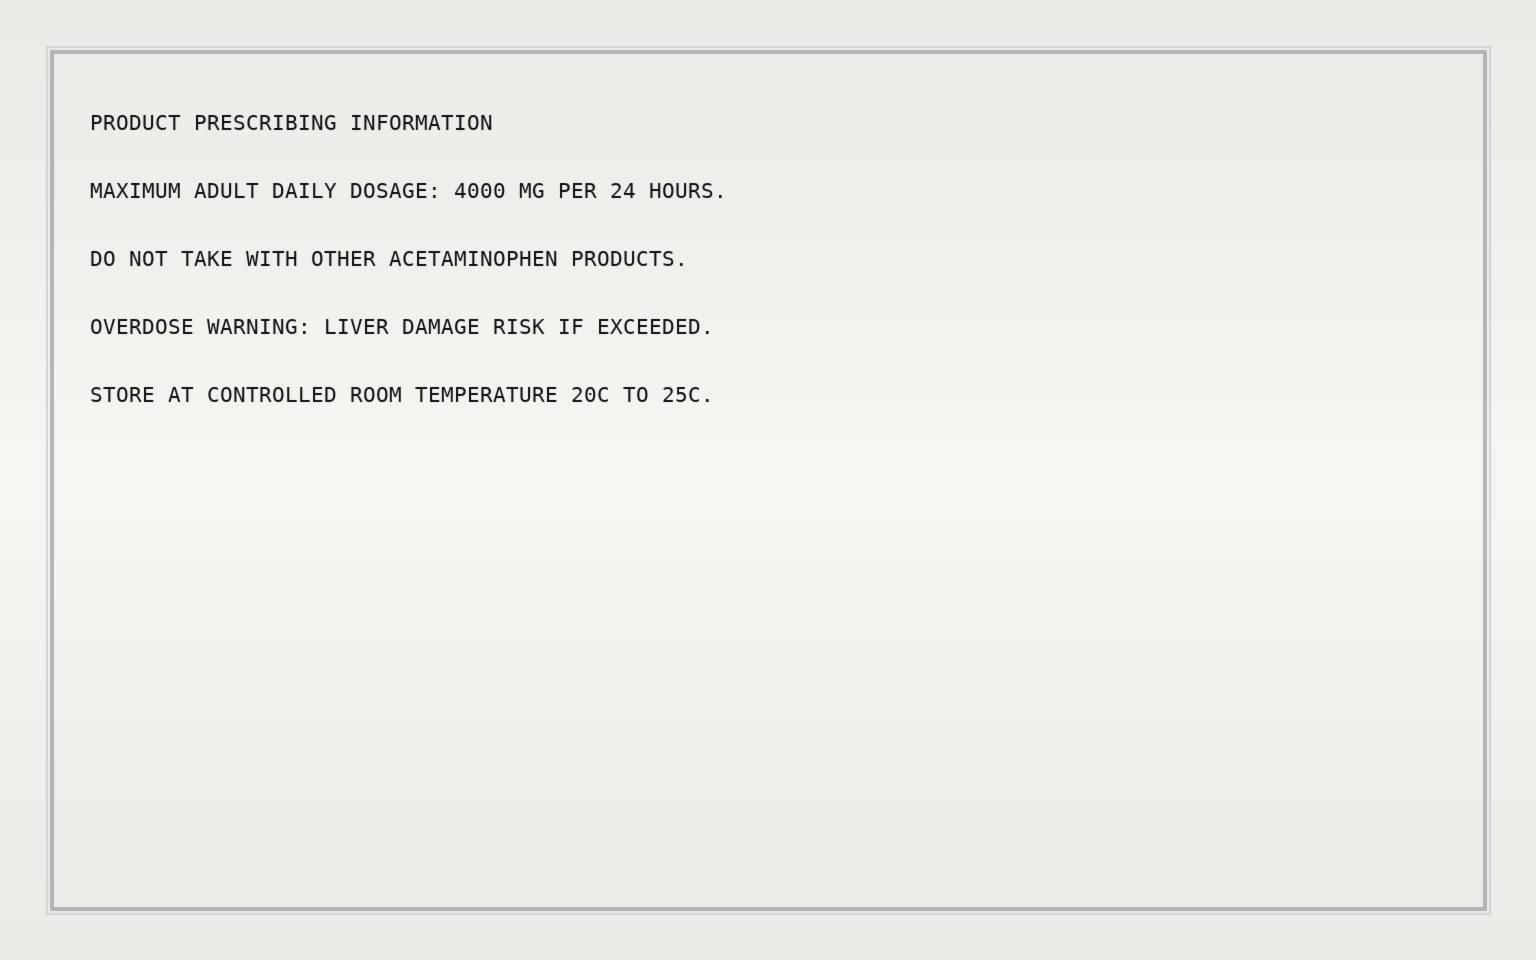 PRODUCT PRESCRIBING INFORMATION
MAXIMUM ADULT DAILY DOSAGE: 4000 MG PER 24 HOURS.
DO NOT TAKE WITH OTHER ACETAMINOPHEN PRODUCTS.
OVERDOSE WARNING: LIVER DAMAGE RISK IF EXCEEDED.
STORE AT CONTROLLED ROOM TEMPERATURE 20C TO 25C.